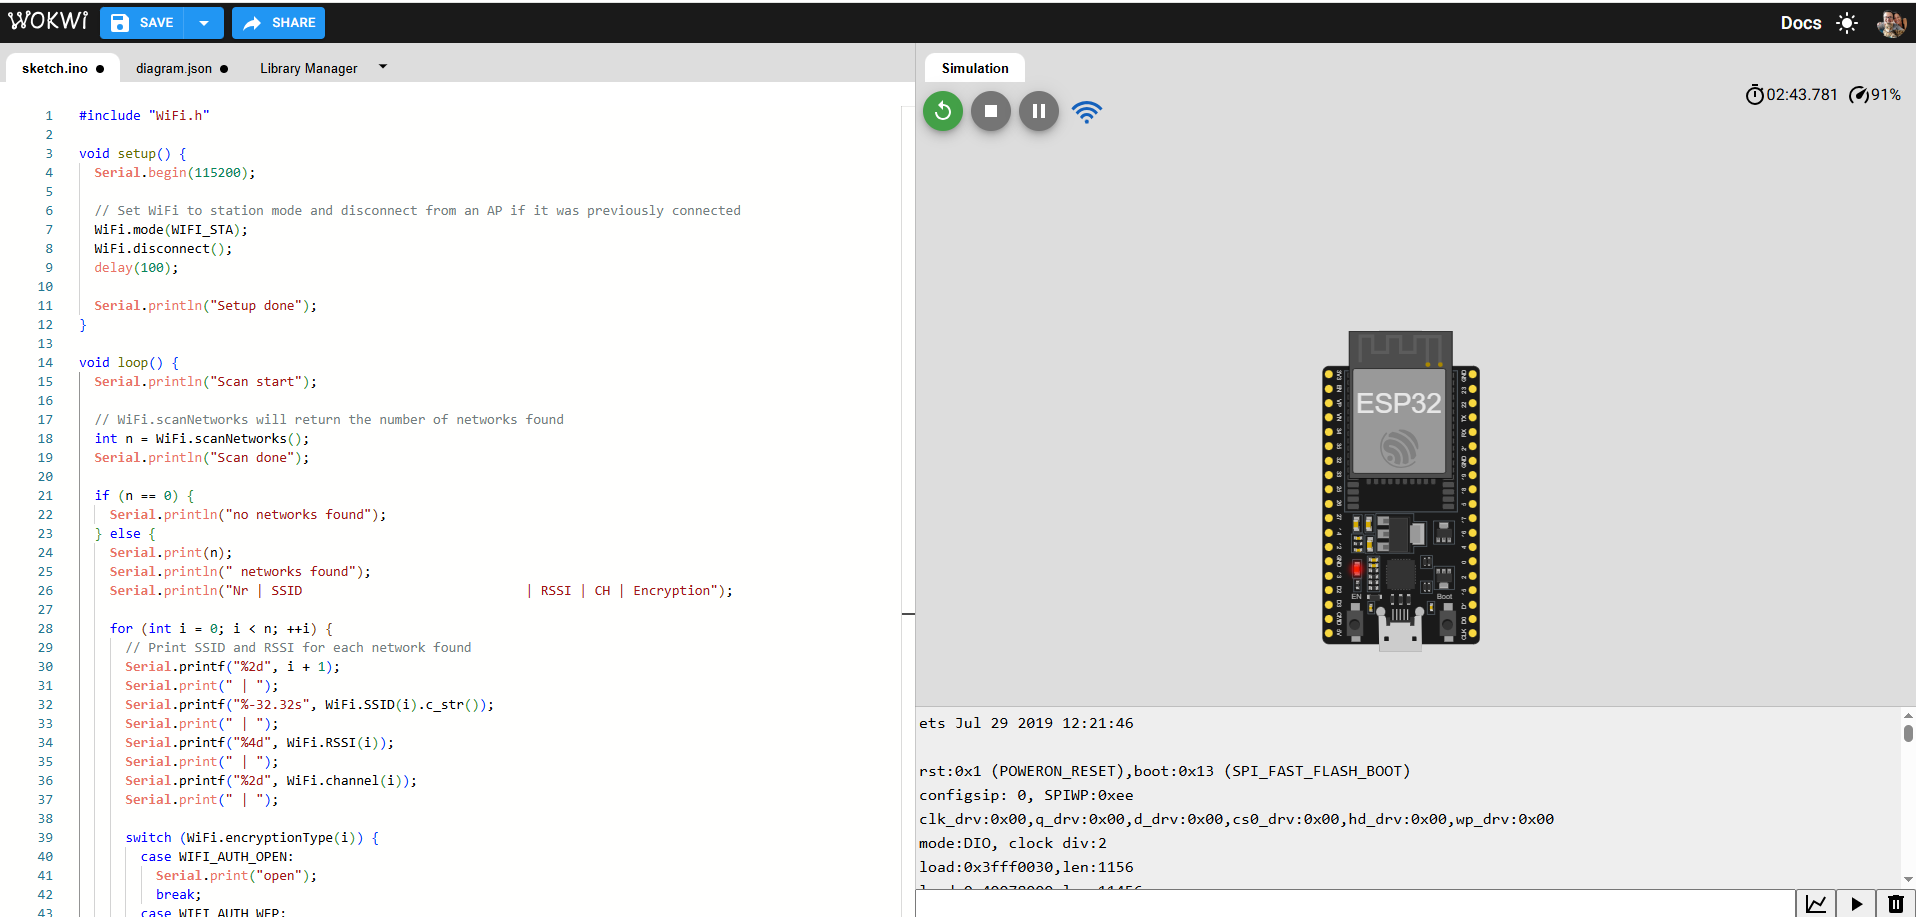 WOKWI SAVE SHARE Docs
sketch.ino ● diagram.json ● Library Manager
Simulation
02:43.781 91%
1 #include "WiFi.h"
2
3 void setup() {
4 Serial.begin(115200);
5
6 // Set WiFi to station mode and disconnect from an AP if it was previously connected
7 WiFi.mode(WIFI_STA);
8 WiFi.disconnect();
9 delay(100);
10
11 Serial.println("Setup done");
12 }
13
14 void loop() {
15 Serial.println("Scan start");
16
17 // WiFi.scanNetworks will return the number of networks found
18 int n = WiFi.scanNetworks();
19 Serial.println("Scan done");
20
21 if (n == 0) {
22 Serial.println("no networks found");
23 } else {
24 Serial.print(n);
25 Serial.println(" networks found");
26 Serial.println("Nr | SSID                             | RSSI | CH | Encryption");
27
28 for (int i = 0; i < n; ++i) {
29 // Print SSID and RSSI for each network found
30 Serial.printf("%2d", i + 1);
31 Serial.print(" | ");
32 Serial.printf("%-32.32s", WiFi.SSID(i).c_str());
33 Serial.print(" | ");
34 Serial.printf("%4d", WiFi.RSSI(i));
35 Serial.print(" | ");
36 Serial.printf("%2d", WiFi.channel(i));
37 Serial.print(" | ");
38
39 switch (WiFi.encryptionType(i)) {
40 case WIFI_AUTH_OPEN:
41 Serial.print("open");
42 break;
43 case WIFI_AUTH_WEP:
ESP32
EN Boot
ets Jul 29 2019 12:21:46
rst:0x1 (POWERON_RESET),boot:0x13 (SPI_FAST_FLASH_BOOT)
configsip: 0, SPIWP:0xee
clk_drv:0x00,q_drv:0x00,d_drv:0x00,cs0_drv:0x00,hd_drv:0x00,wp_drv:0x00
mode:DIO, clock div:2
load:0x3fff0030,len:1156